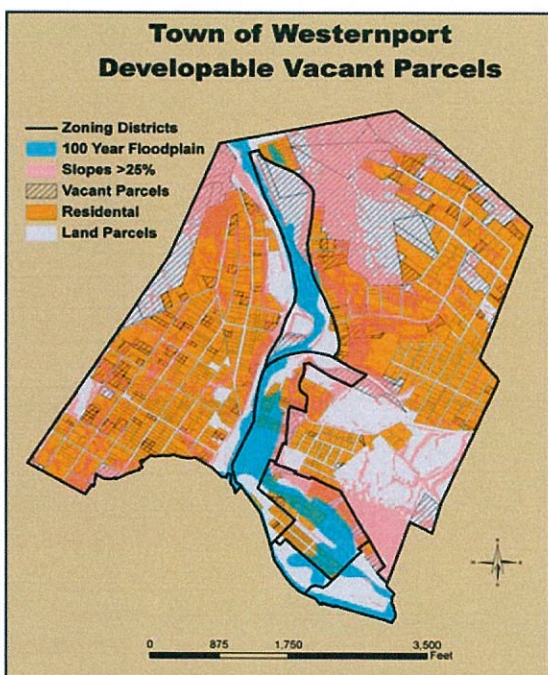 Town of Westernport
Developable Vacant Parcels
Zoning Districts
100 Year Floodplain
Slopes >25%
Vacant Parcels
Residental
Land Parcels
0 875 1,750 3,500
Feet